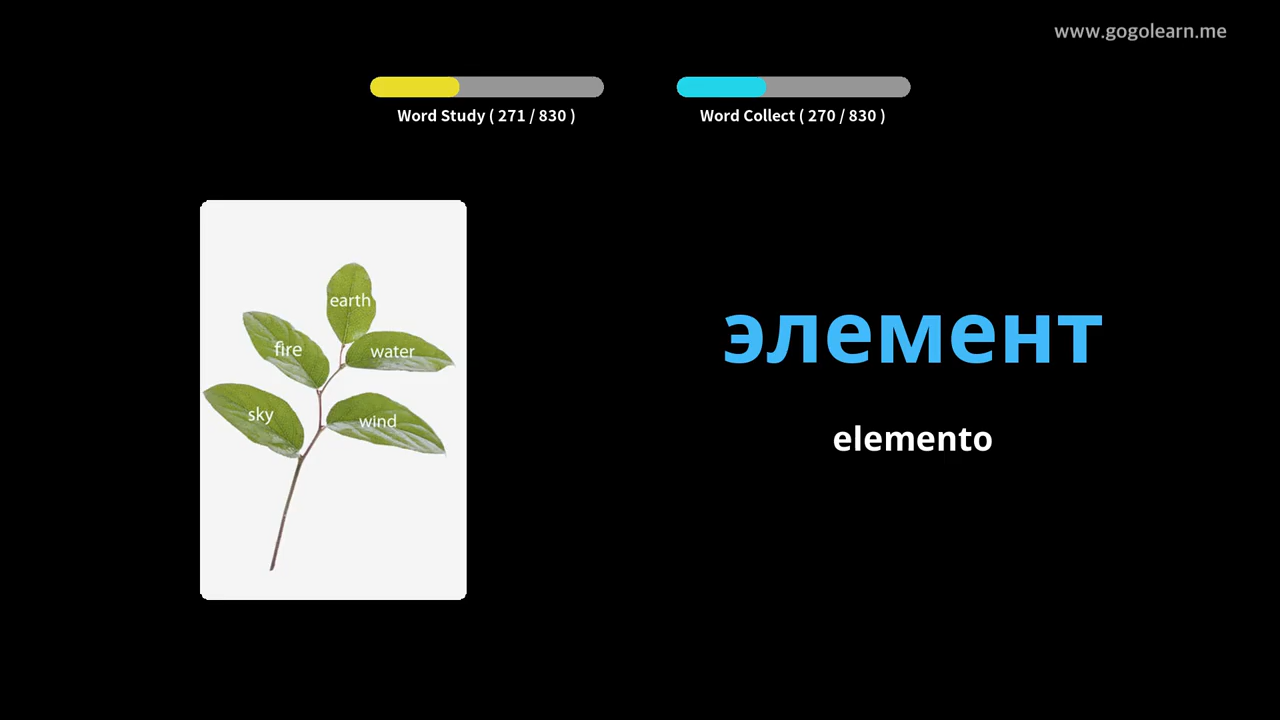 www.gogolearn.me
Word Study ( 271 / 830 )
Word Collect ( 270 / 830 )
earth
fire
water
sky
wind
элемент
elemento